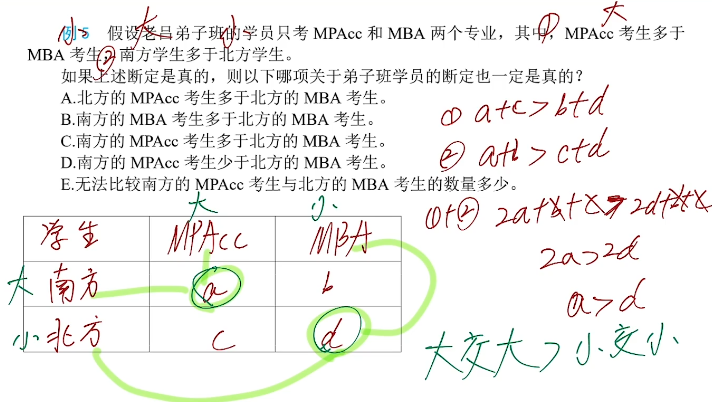 小 大 小 ① 大
例 5 假设老吕弟子班的学员只考 MPAcc 和 MBA 两个专业，其中，MPAcc 考生多于
MBA 考生②南方学生多于北方学生。
如果上述断定是真的，则以下哪项关于弟子班学员的断定也一定是真的？
A.北方的 MPAcc 考生多于北方的 MBA 考生。
B.南方的 MBA 考生多于北方的 MBA 考生。
C.南方的 MPAcc 考生多于北方的 MBA 考生。
D.南方的 MPAcc 考生少于北方的 MBA 考生。
E.无法比较南方的 MPAcc 考生与北方的 MBA 考生的数量多少。
① a+c>b+d
② a+b>c+d
①+② 2a+b+c>2d+b+c
2a>2d
a>d
大交大>小交小
大 小
学生 MPAcc MBA
大 南方 a b
小 北方 c d